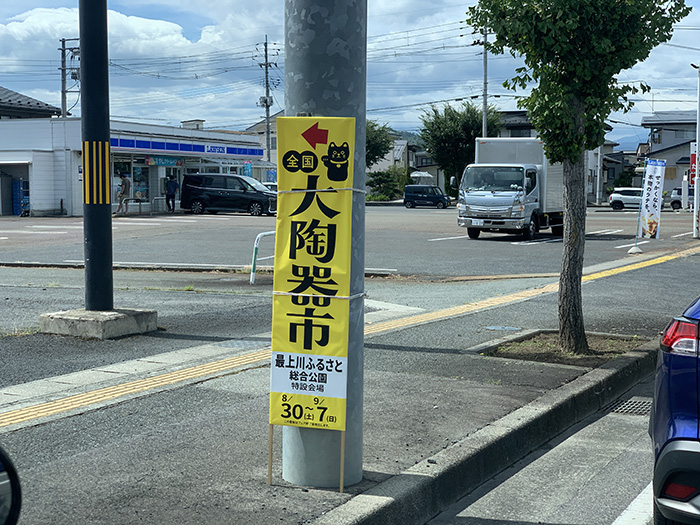 全国
大陶器市
最上川ふるさと
総合公園
特設会場
8/30(土)~9/7(日)